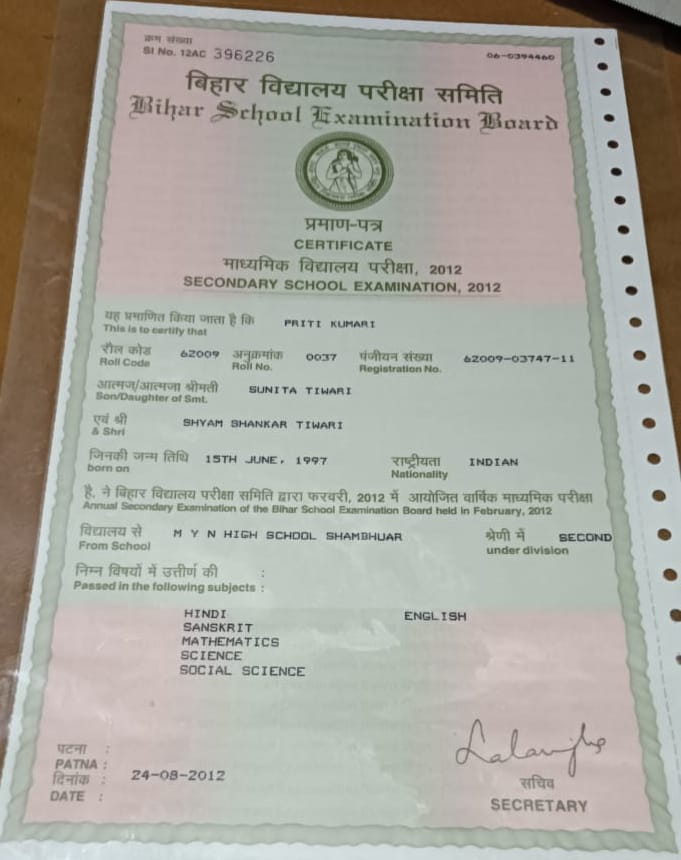 क्रम संख्या
Sl No. 12AC 396226
06-0394460
बिहार विद्यालय परीक्षा समिति
Bihar School Examination Board
प्रमाण-पत्र
CERTIFICATE
माध्यमिक विद्यालय परीक्षा, 2012
SECONDARY SCHOOL EXAMINATION, 2012
यह प्रमाणित किया जाता है कि PRITI KUMARI
This is to certify that
रौल कोड 62009 अनुक्रमांक 0037 पंजीयन संख्या 62009-03747-11
Roll Code Roll No. Registration No.
आत्मज/आत्मजा श्रीमती SUNITA TIWARI
Son/Daughter of Smt.
एवं श्री SHYAM SHANKAR TIWARI
& Shri
जिनकी जन्म तिथि 15TH JUNE, 1997 राष्ट्रीयता INDIAN
born on Nationality
है, ने बिहार विद्यालय परीक्षा समिति द्वारा फरवरी, 2012 में आयोजित वार्षिक माध्यमिक परीक्षा
Annual Secondary Examination of the Bihar School Examination Board held in February, 2012
विद्यालय से M Y N HIGH SCHOOL SHAMBHUAR श्रेणी में SECOND
From School under division
निम्न विषयों में उत्तीर्ण की :
Passed in the following subjects :
HINDI ENGLISH
SANSKRIT
MATHEMATICS
SCIENCE
SOCIAL SCIENCE
पटना :
PATNA :
दिनांक : 24-08-2012
DATE :
सचिव
SECRETARY